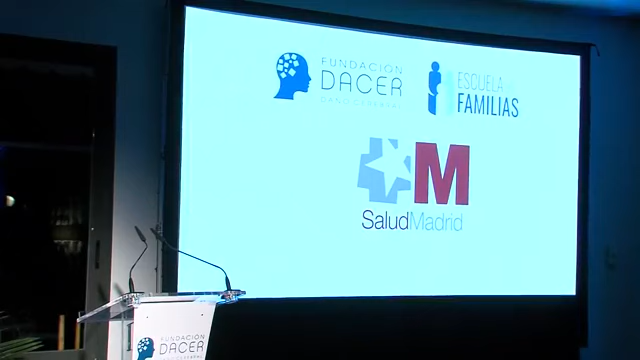 FUNDACION
DACER
DAÑO CEREBRAL
ESCUELA
FAMILIAS
M
SaludMadrid
FUNDACION
DACER